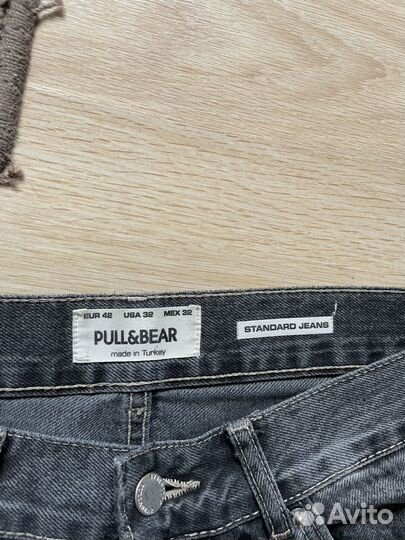 EUR 42 USA 32 MEX 32
PULL&BEAR
made in Turkey
STANDARD JEANS
Avito